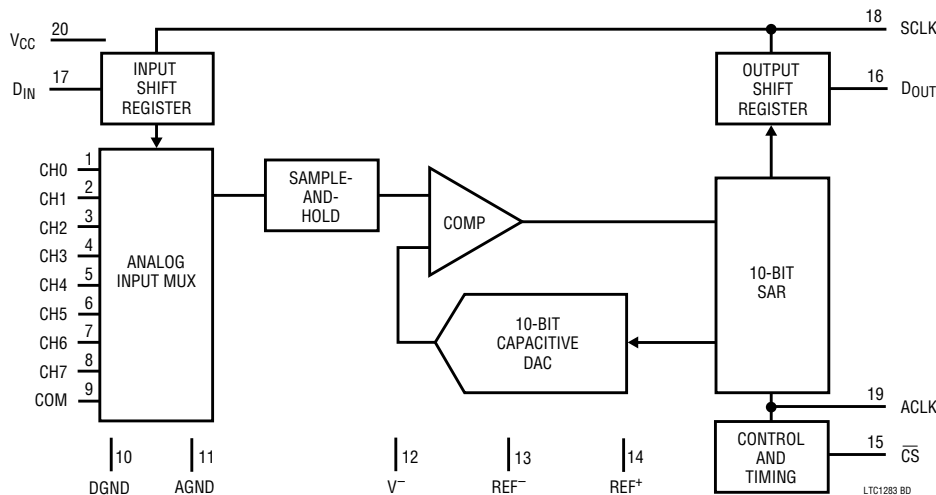 18 SCLK
VCC 20
INPUT
SHIFT
REGISTER
OUTPUT
SHIFT
REGISTER
DIN 17
16 DOUT
CH0 1
CH1 2
CH2 3
CH3 4
CH4 5
CH5 6
CH6 7
CH7 8
COM 9
ANALOG
INPUT MUX
SAMPLE-
AND-
HOLD
COMP
10-BIT
CAPACITIVE
DAC
10-BIT
SAR
19 ACLK
CONTROL
AND
TIMING
15 C̅S̅
10
DGND
11
AGND
12
V–
13
REF–
14
REF+
LTC1283 BD